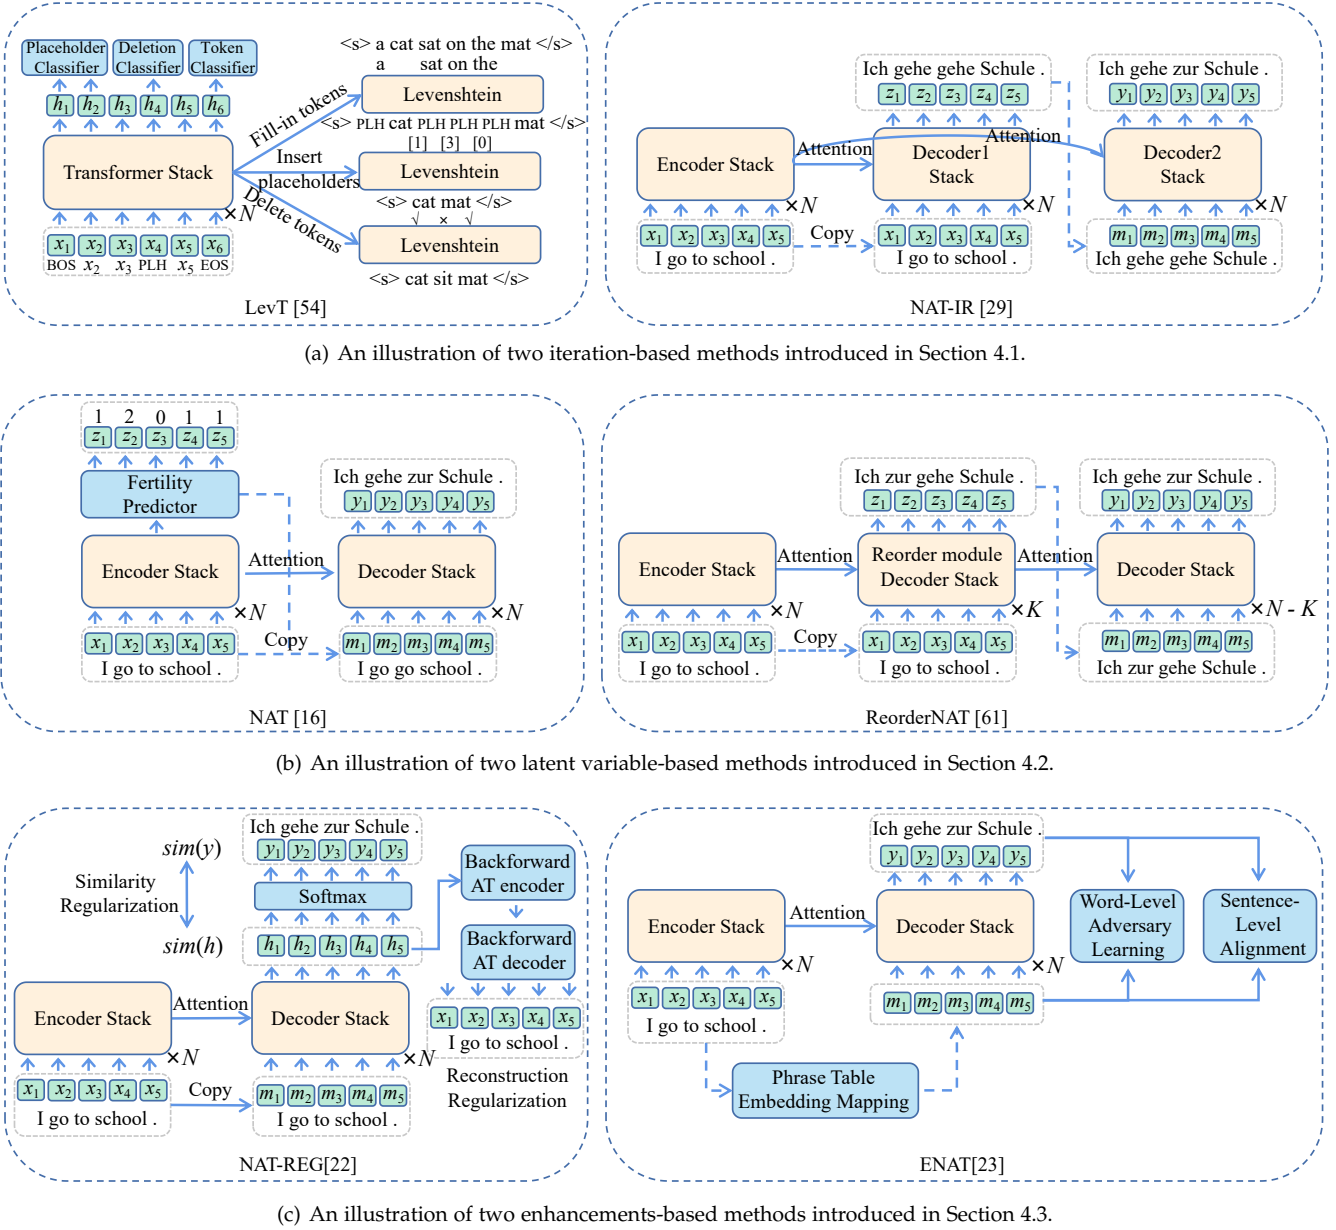 Placeholder Classifier
Deletion Classifier
Token Classifier
h1 h2 h3 h4 h5 h6
Transformer Stack
×N
x1 x2 x3 x4 x5 x6
BOS x2 x3 PLH x5 EOS
Fill-in tokens
Insert placeholders
Delete tokens
<s> a cat sat on the mat </s>
a sat on the
Levenshtein
<s> PLH cat PLH PLH PLH mat </s>
[1] [3] [0]
Levenshtein
<s> cat mat </s>
√ × √
Levenshtein
<s> cat sit mat </s>
LevT [54]
Ich gehe gehe Schule .
z1 z2 z3 z4 z5
Ich gehe zur Schule .
y1 y2 y3 y4 y5
Encoder Stack
Attention
Decoder1 Stack
Attention
Decoder2 Stack
×N
×N
×N
x1 x2 x3 x4 x5
I go to school .
Copy
x1 x2 x3 x4 x5
I go to school .
m1 m2 m3 m4 m5
Ich gehe gehe Schule .
NAT-IR [29]
(a) An illustration of two iteration-based methods introduced in Section 4.1.
1 2 0 1 1
z1 z2 z3 z4 z5
Fertility Predictor
Ich gehe zur Schule .
y1 y2 y3 y4 y5
Encoder Stack
Attention
Decoder Stack
×N
×N
x1 x2 x3 x4 x5
I go to school .
Copy
m1 m2 m3 m4 m5
I go go school .
NAT [16]
Ich zur gehe Schule .
z1 z2 z3 z4 z5
Ich gehe zur Schule .
y1 y2 y3 y4 y5
Encoder Stack
Attention
Reorder module Decoder Stack
Attention
Decoder Stack
×N
×K
×N - K
x1 x2 x3 x4 x5
I go to school .
Copy
x1 x2 x3 x4 x5
I go to school .
m1 m2 m3 m4 m5
Ich zur gehe Schule .
ReorderNAT [61]
(b) An illustration of two latent variable-based methods introduced in Section 4.2.
sim(y)
Similarity Regularization
sim(h)
Ich gehe zur Schule .
y1 y2 y3 y4 y5
Softmax
h1 h2 h3 h4 h5
Backforward AT encoder
Backforward AT decoder
x1 x2 x3 x4 x5
I go to school .
Reconstruction Regularization
Encoder Stack
Attention
Decoder Stack
×N
×N
x1 x2 x3 x4 x5
I go to school .
Copy
m1 m2 m3 m4 m5
I go to school .
NAT-REG[22]
Ich gehe zur Schule .
y1 y2 y3 y4 y5
Encoder Stack
Attention
Decoder Stack
×N
×N
Word-Level Adversary Learning
Sentence-Level Alignment
x1 x2 x3 x4 x5
I go to school .
m1 m2 m3 m4 m5
Phrase Table Embedding Mapping
ENAT[23]
(c) An illustration of two enhancements-based methods introduced in Section 4.3.